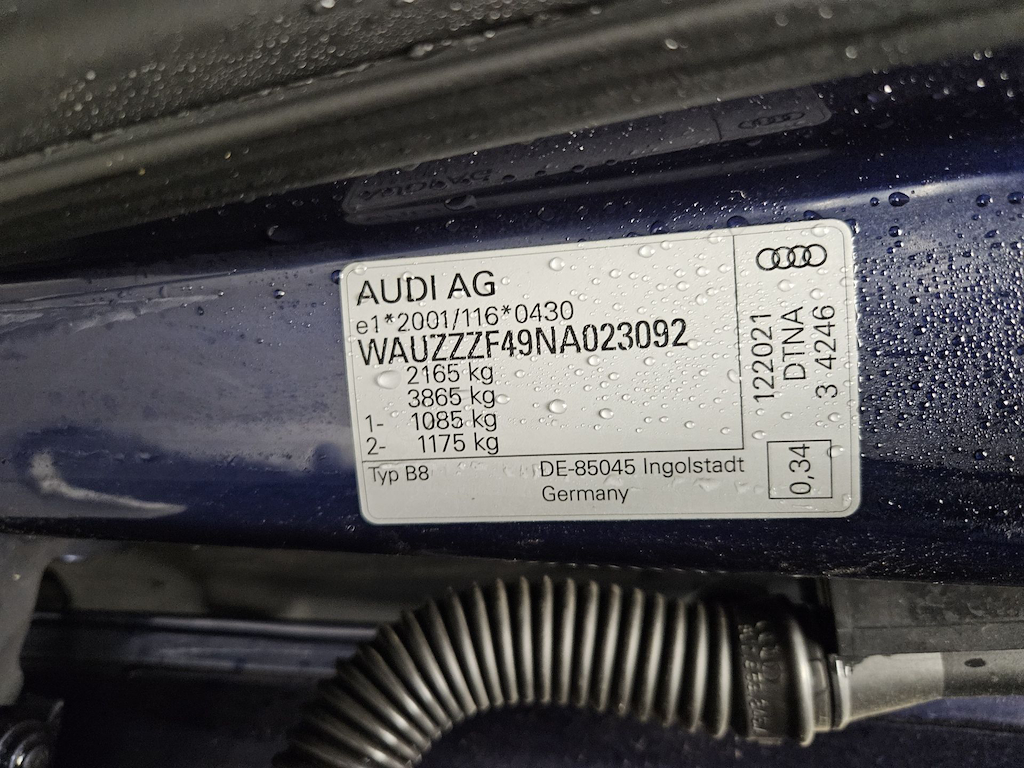 AUDI AG
e1*2001/116*0430
WAUZZZF49NA023092
2165 kg
3865 kg
1- 1085 kg
2- 1175 kg
Typ B8
DE-85045 Ingolstadt
Germany
122021
DTNA
3 4246
0,34